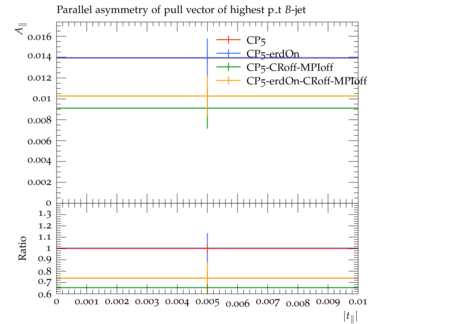 Parallel asymmetry of pull vector of highest p_t B-jet
A∥
0.016
0.014
0.012
0.01
0.008
0.006
0.004
0.002
0
CP5
CP5-erdOn
CP5-CRoff-MPIoff
CP5-erdOn-CRoff-MPIoff
Ratio
1.3
1.2
1.1
1
0.9
0.8
0.7
0.6
0 0.001 0.002 0.003 0.004 0.005 0.006 0.007 0.008 0.009 0.01
|t∥|